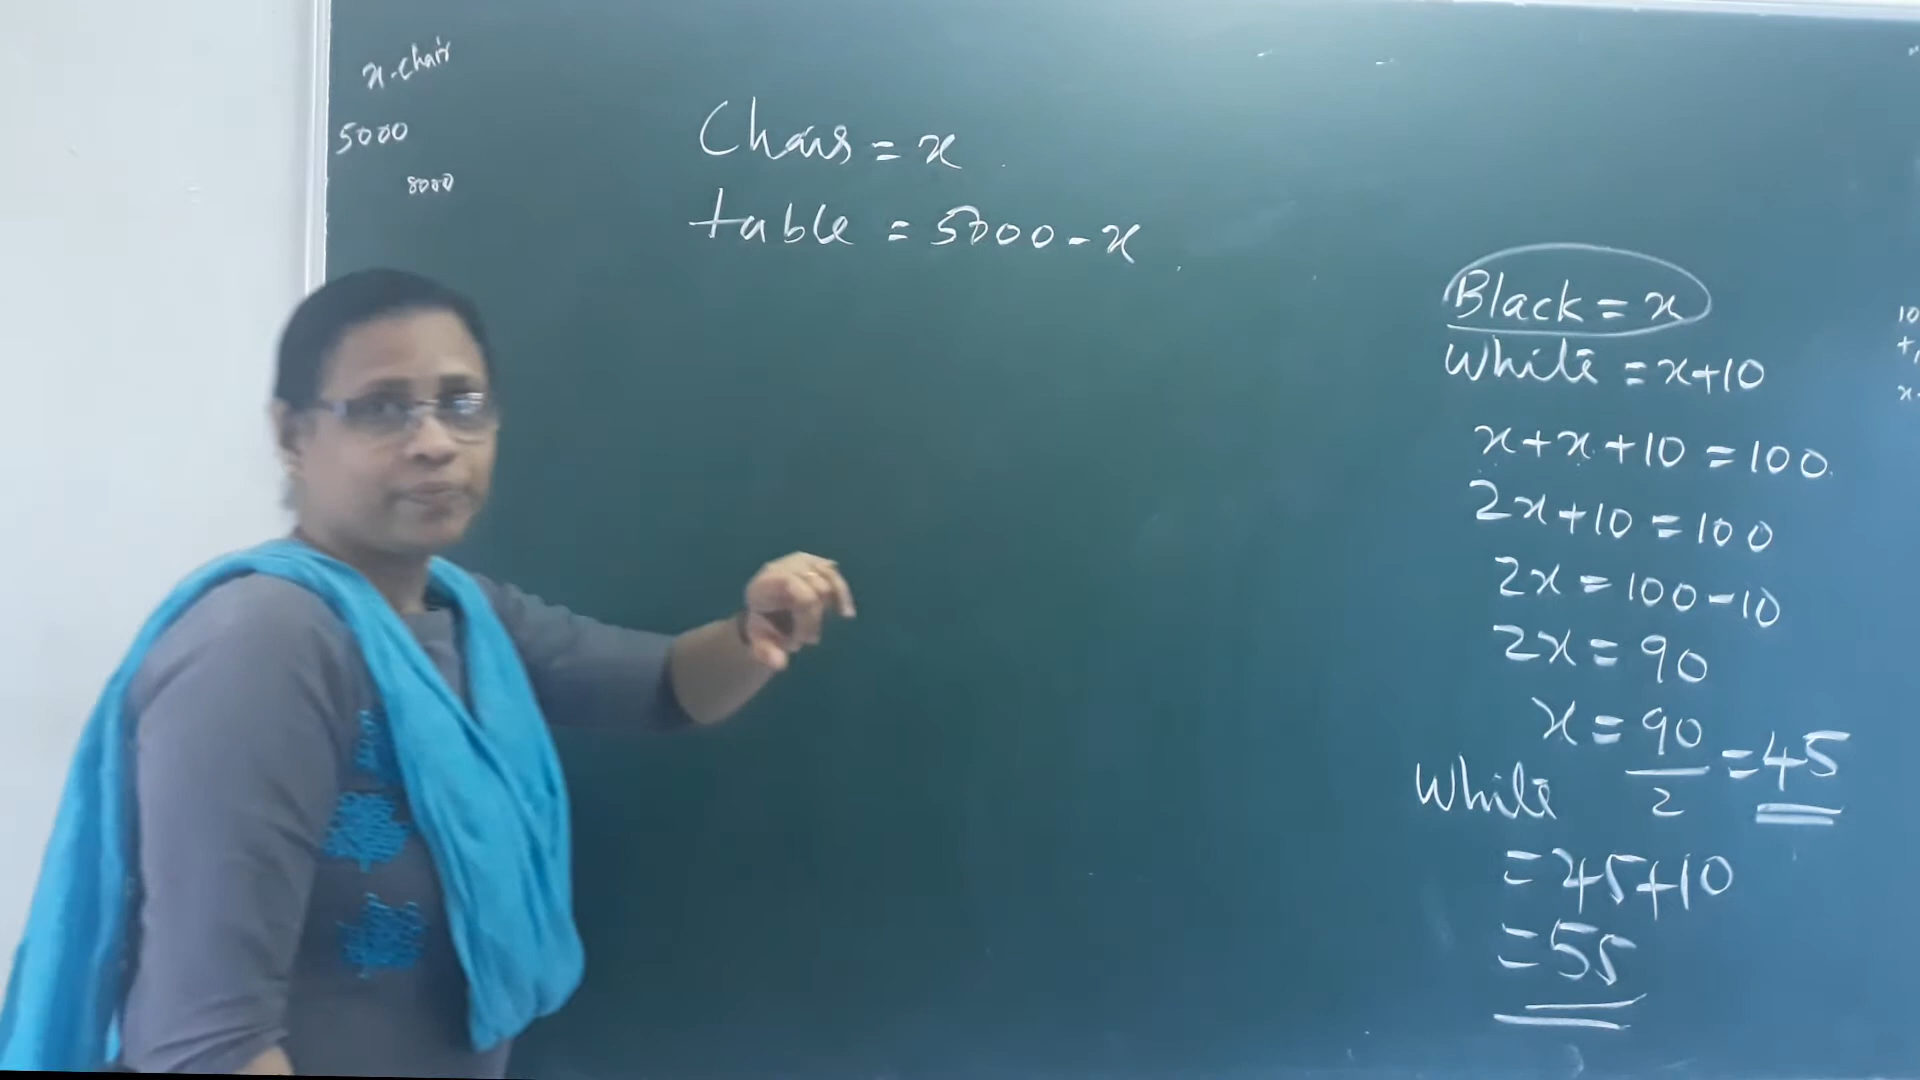 x-chair
5000
8000
Chairs = x
table = 5000-x
Black = x
White = x+10
x+x+10 = 100
2x+10 = 100
2x = 100-10
2x = 90
x = 90/2 = 45
White
= 45+10
= 55
10
+
x-